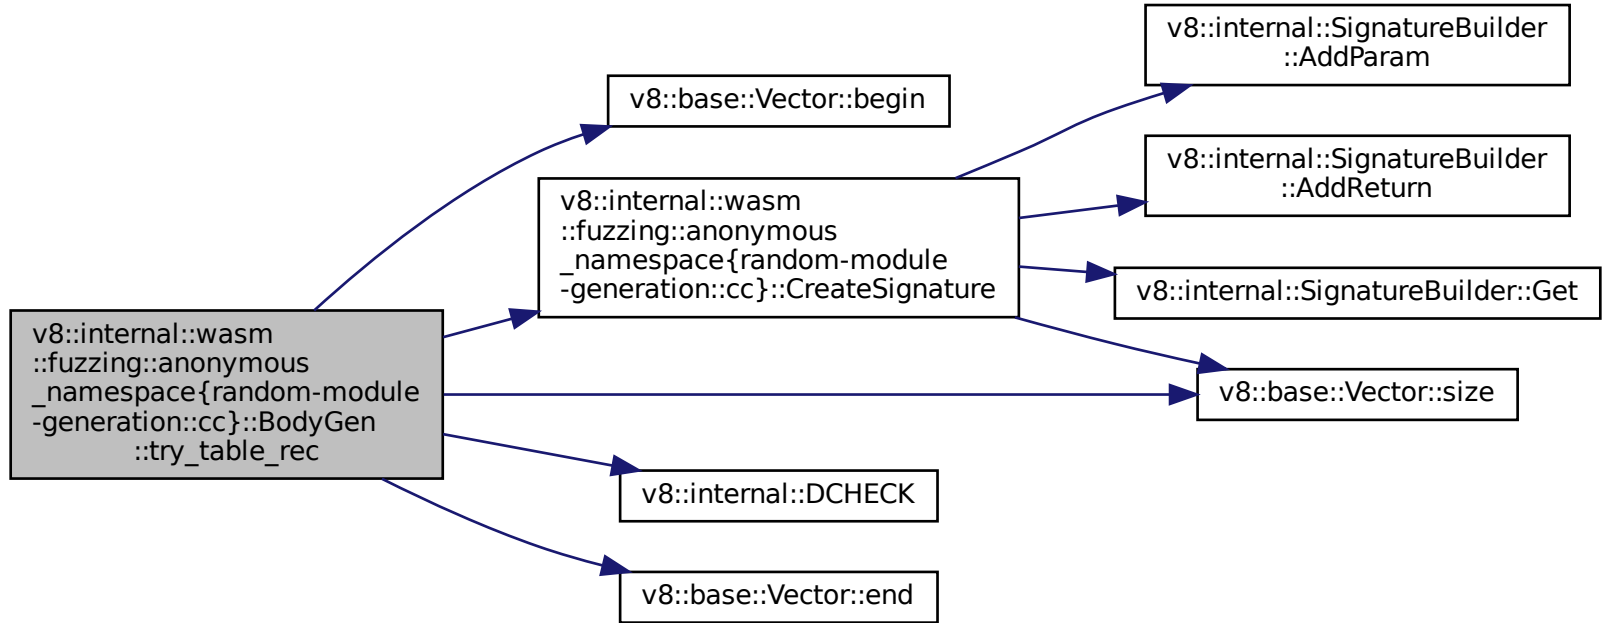 v8::internal::SignatureBuilder
::AddParam
v8::base::Vector::begin
v8::internal::SignatureBuilder
::AddReturn
v8::internal::wasm
::fuzzing::anonymous
_namespace{random-module
-generation::cc}::CreateSignature
v8::internal::SignatureBuilder::Get
v8::internal::wasm
::fuzzing::anonymous
_namespace{random-module
-generation::cc}::BodyGen
::try_table_rec
v8::base::Vector::size
v8::internal::DCHECK
v8::base::Vector::end